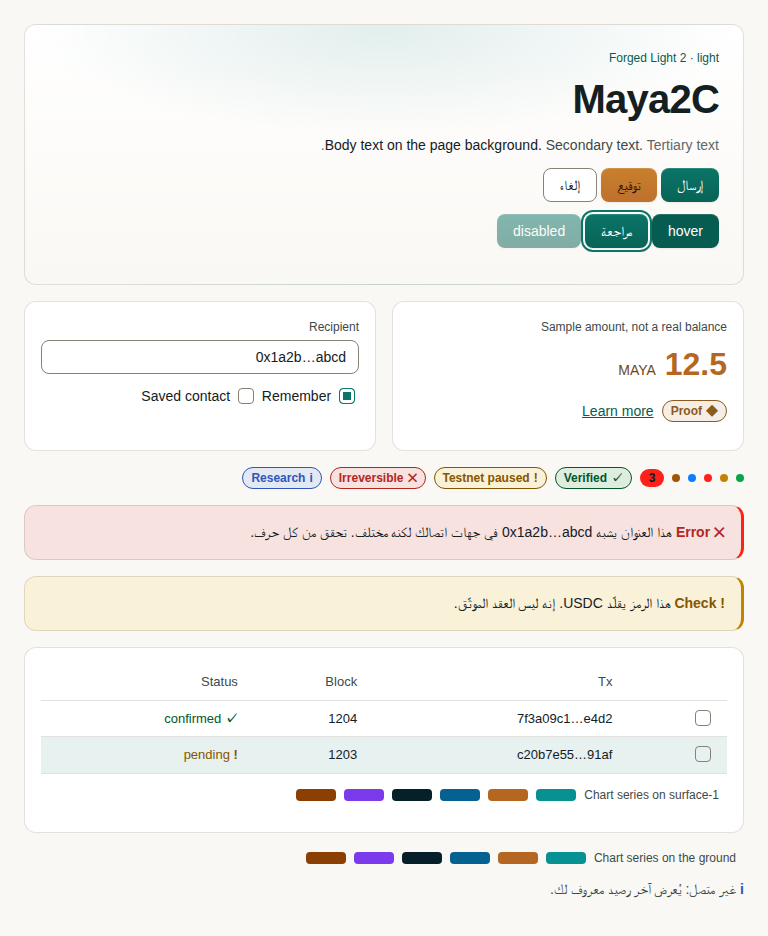 Forged Light 2 · light
Maya2C
Body text on the page background. Secondary text. Tertiary text.
إرسال توقيع إلغاء
hover مراجعة disabled
Sample amount, not a real balance
12.5 MAYA
Proof ◆ Learn more
Recipient
0x1a2b…abcd
Remember Saved contact
3 Verified ✓ Testnet paused ! Irreversible ✕ Research i
✕ Error هذا العنوان يشبه 0x1a2b…abcd في جهات اتصالك لكنه مختلف. تحقق من كل حرف.
! Check هذا الرمز يقلّد USDC. إنه ليس العقد الموثّق.
Tx Block Status
7f3a09c1…e4d2 1204 confirmed ✓
c20b7e55…91af 1203 pending !
Chart series on surface-1
Chart series on the ground
i غير متصل: يُعرض آخر رصيد معروف لك.